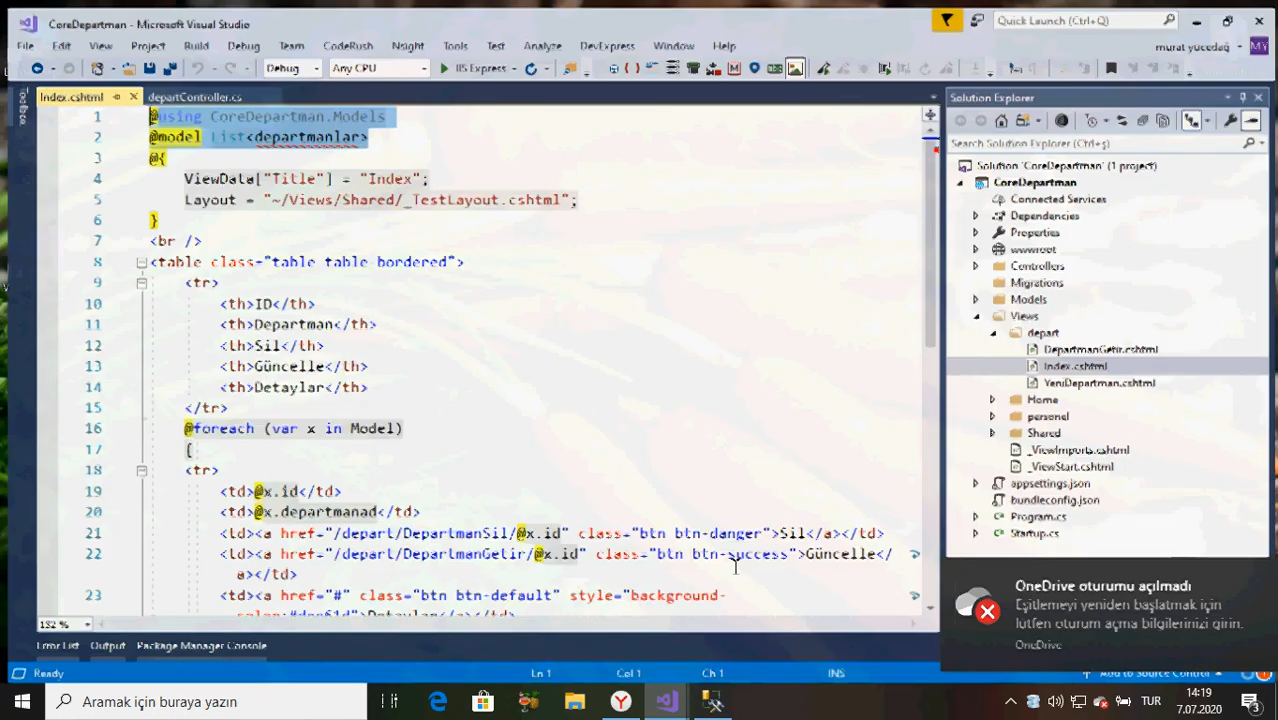 CoreDepartman - Microsoft Visual Studio
Quick Launch (Ctrl+Q)
File Edit View Project Build Debug Team CodeRush Nsight Tools Test Analyze DevExpress Window Help
murat yücedağ
MY
Debug
Any CPU
IIS Express
Toolbox
Index.cshtml
departController.cs
1 @using CoreDepartman.Models
2 @model List<departmanlar>
3 @{
4 ViewData["Title"] = "Index";
5 Layout = "~/Views/Shared/_TestLayout.cshtml";
6 }
7 <br />
8 <table class="table table-bordered">
9 <tr>
10 <th>ID</th>
11 <th>Departman</th>
12 <th>Sil</th>
13 <th>Güncelle</th>
14 <th>Detaylar</th>
15 </tr>
16 @foreach (var x in Model)
17 {
18 <tr>
19 <td>@x.id</td>
20 <td>@x.departmanad</td>
21 <td><a href="/depart/DepartmanSil/@x.id" class="btn btn-danger">Sil</a></td>
22 <td><a href="/depart/DepartmanGetir/@x.id" class="btn btn-success">Güncelle</
a></td>
23 <td><a href="#" class="btn btn-default" style="background-
132 %
Error List Output Package Manager Console
Ready
Ln 1
Col 1
Ch 1
INS
Add to Source Control
Solution Explorer
Search Solution Explorer (Ctrl+ş)
Solution 'CoreDepartman' (1 project)
CoreDepartman
Connected Services
Dependencies
Properties
wwwroot
Controllers
Migrations
Models
Views
depart
DepartmanGetir.cshtml
Index.cshtml
YeniDepartman.cshtml
Home
personel
Shared
_ViewImports.cshtml
_ViewStart.cshtml
appsettings.json
bundleconfig.json
Program.cs
Startup.cs
OneDrive oturumu açılmadı
Eşitlemeyi yeniden başlatmak için
lütfen oturum açma bilgilerinizi girin.
OneDrive
Aramak için buraya yazın
TUR
14:19
7.07.2020
3